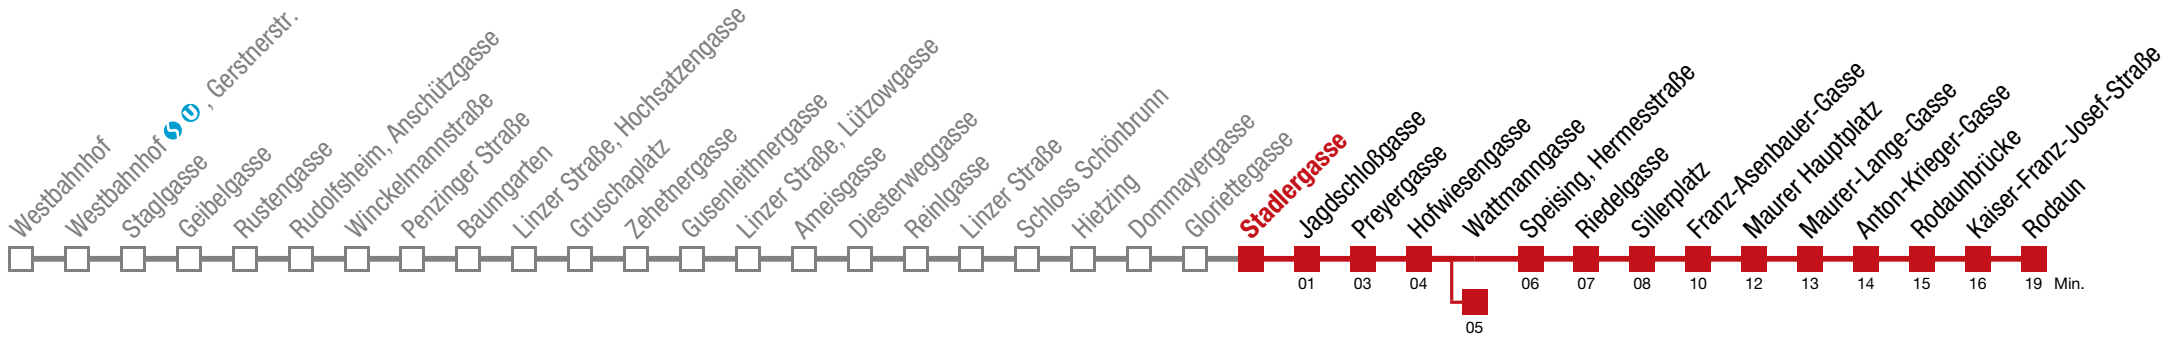 Westbahnhof
Westbahnhof S U, Gerstnerstr.
Staglgasse
Geibelgasse
Rustengasse
Rudolfsheim, Anschützgasse
Winckelmannstraße
Penzinger Straße
Baumgarten
Linzer Straße, Hochsatzengasse
Gruschaplatz
Zehetnergasse
Gusenleithnergasse
Linzer Straße, Lützowgasse
Ameisgasse
Diesterweggasse
Reinlgasse
Linzer Straße
Schloss Schönbrunn
Hietzing
Dommayergasse
Gloriettegasse
Stadlergasse
Jagdschloßgasse
Preyergasse
Hofwiesengasse
Wattmanngasse
Speising, Hermesstraße
Riedelgasse
Sillerplatz
Franz-Asenbauer-Gasse
Maurer Hauptplatz
Maurer-Lange-Gasse
Anton-Krieger-Gasse
Rodaunbrücke
Kaiser-Franz-Josef-Straße
Rodaun
01 03 04 06 07 08 10 12 13 14 15 16 19 Min.
05